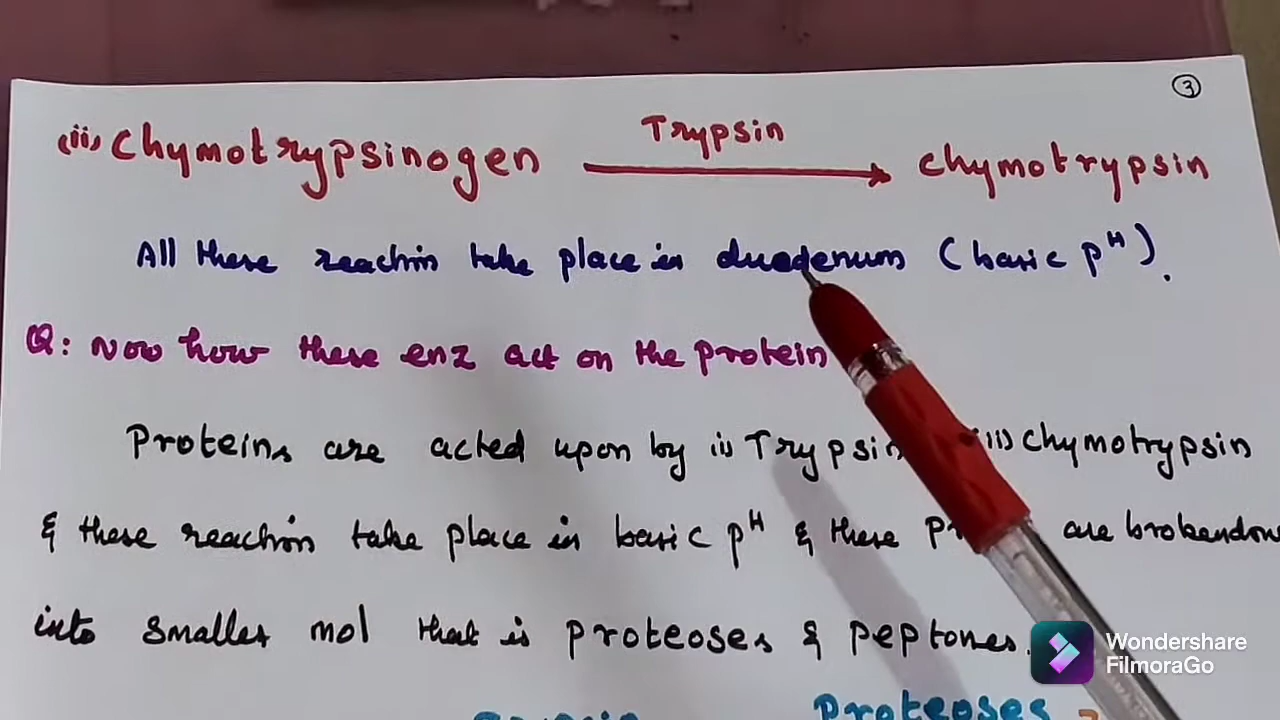 ③
(ii) Chymotrypsinogen Trypsin chymotrypsin
All these reaction take place in duodenum (basic pH).
Q: Now how these enz act on the protein
Proteins are acted upon by (i) Trypsin (ii) chymotrypsin
& these reaction take place in basic pH & these are brokendown
into smaller mol that is proteoses & peptones.
Proteoses
Wondershare
FilmoraGo